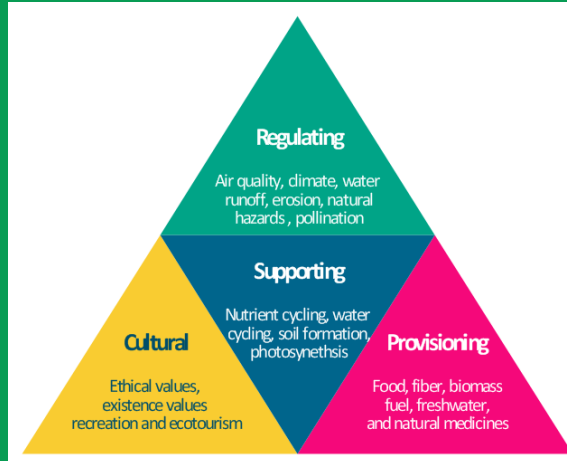 Regulating
Air quality, climate, water
runoff, erosion, natural
hazards , pollination
Supporting
Nutrient cycling, water
cycling, soil formation,
photosynethsis
Cultural
Ethical values,
existence values
recreation and ecotourism
Provisioning
Food, fiber, biomass
fuel, freshwater,
and natural medicines